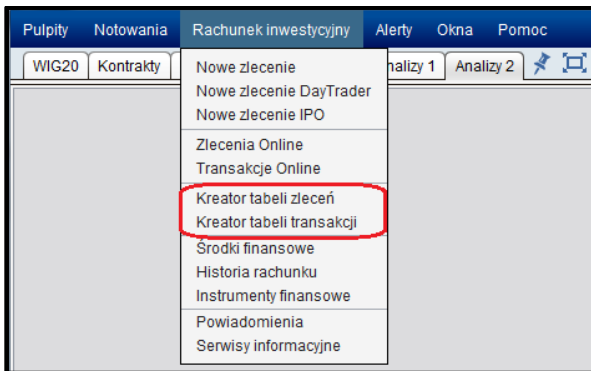 Pulpity Notowania Rachunek inwestycyjny Alerty Okna Pomoc
WIG20 Kontrakty Analizy 2
Nowe zlecenie
Nowe zlecenie DayTrader
Nowe zlecenie IPO
Zlecenia Online
Transakcje Online
Kreator tabeli zleceń
Kreator tabeli transakcji
Środki finansowe
Historia rachunku
Instrumenty finansowe
Powiadomienia
Serwisy informacyjne